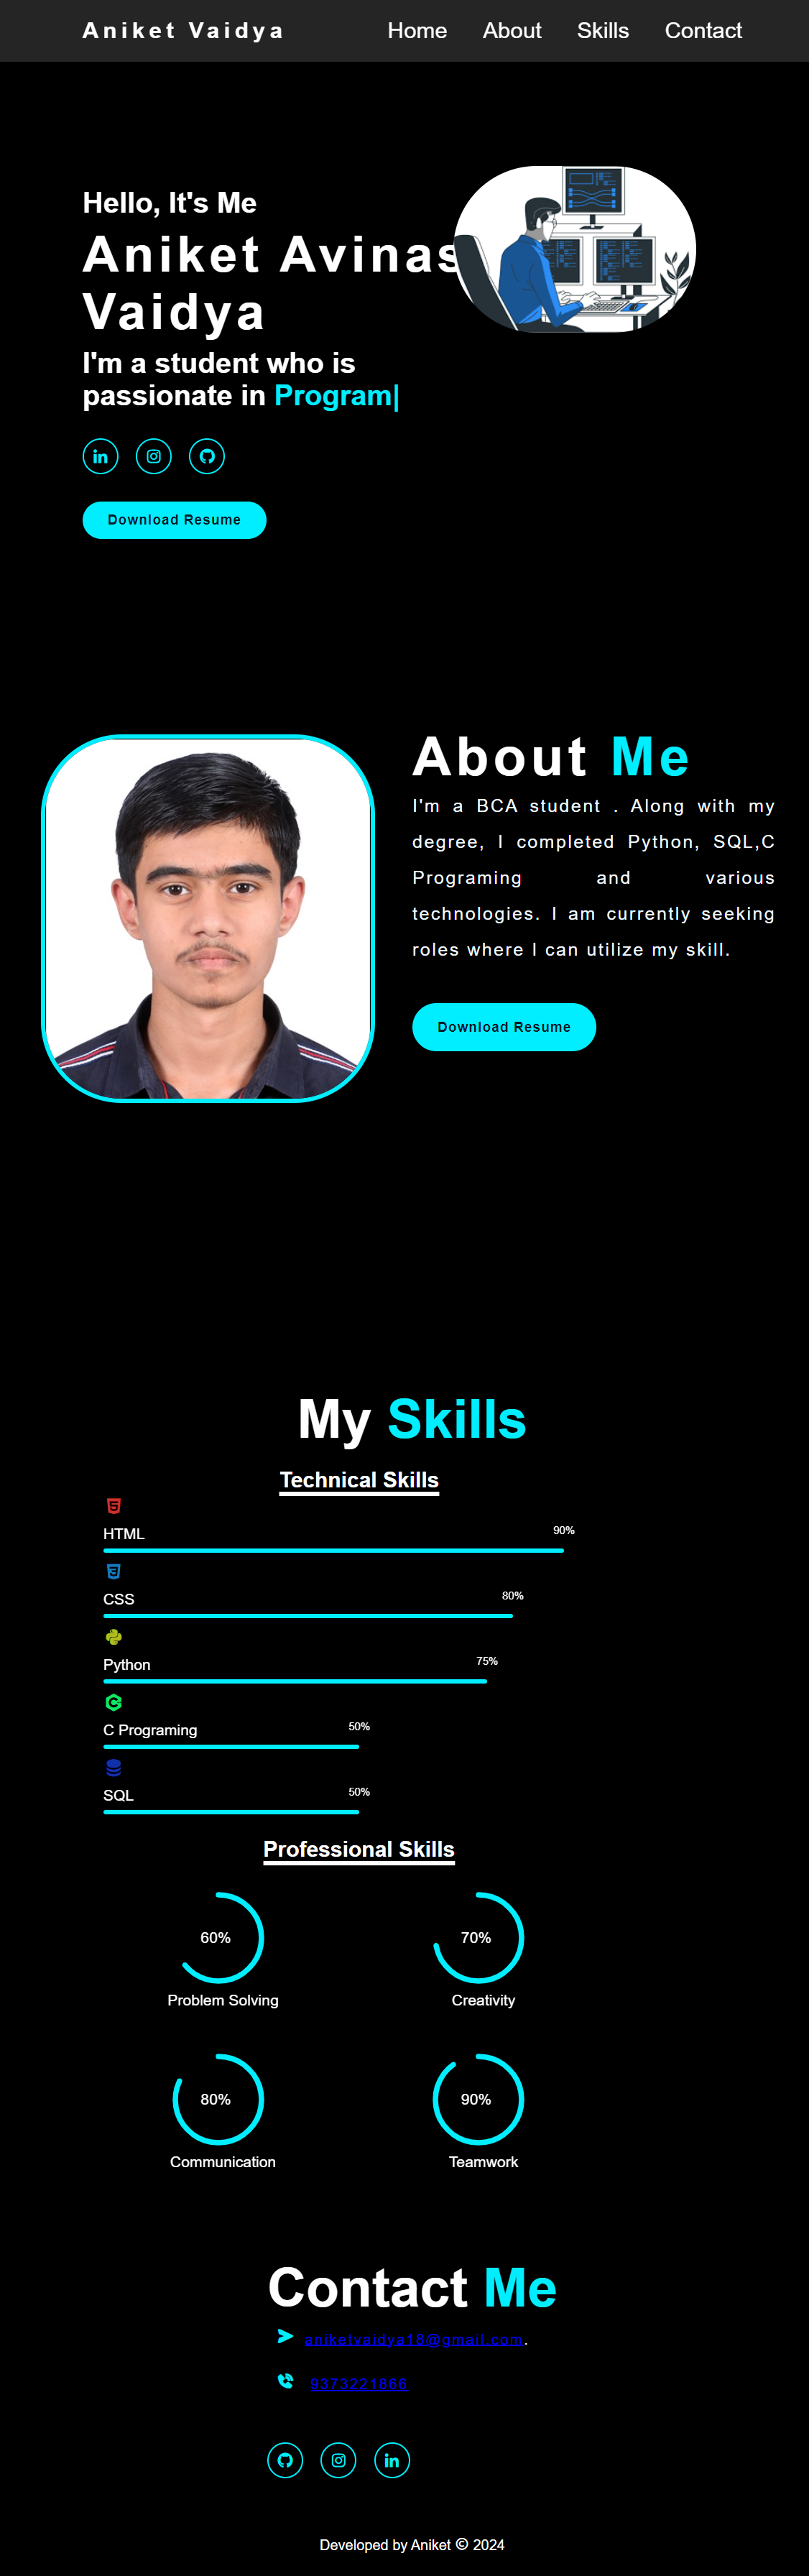 Aniket Vaidya
Home About Skills Contact
Hello, It's Me
Aniket Avinas
Vaidya
I'm a student who is
passionate in Program|
Download Resume
About Me
I'm a BCA student . Along with my
degree, I completed Python, SQL,C
Programing and various
technologies. I am currently seeking
roles where I can utilize my skill.
Download Resume
My Skills
Technical Skills
HTML 90%
CSS 80%
Python 75%
C Programing 50%
SQL 50%
Professional Skills
60% 70%
Problem Solving Creativity
80% 90%
Communication Teamwork
Contact Me
aniketvaidya18@gmail.com.
9373221866
Developed by Aniket © 2024